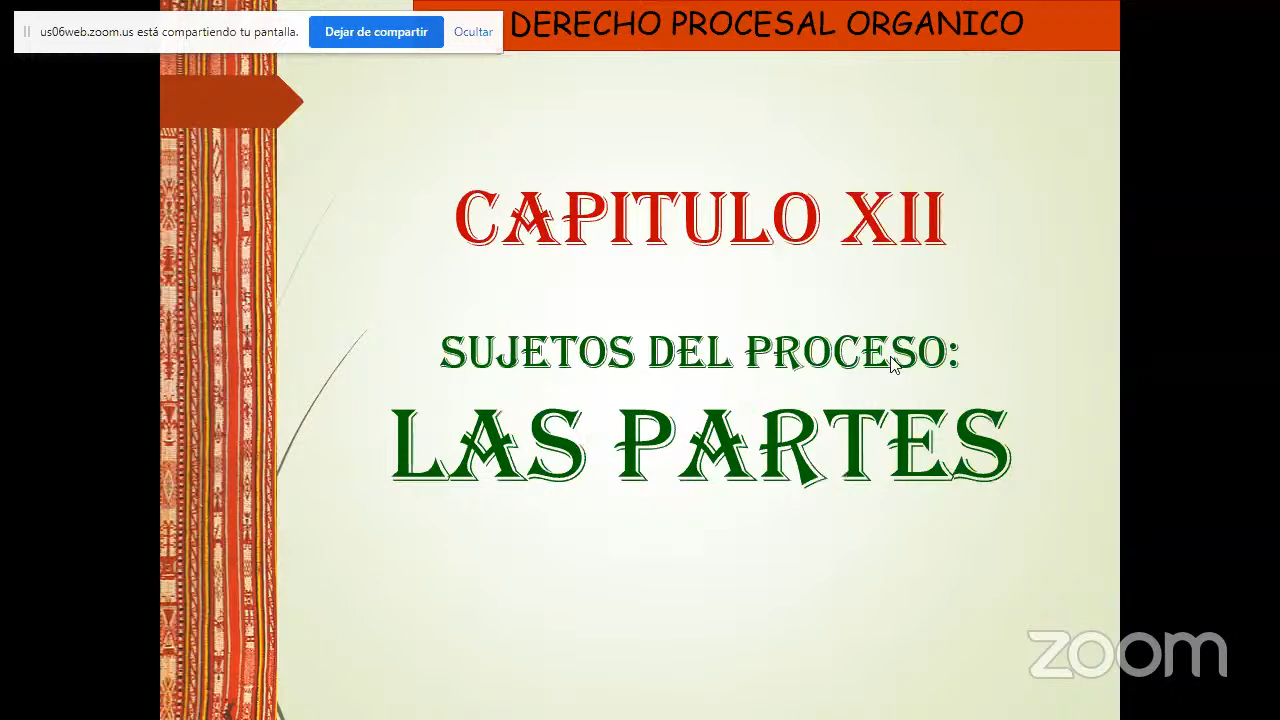 DERECHO PROCESAL ORGANICO
us06web.zoom.us está compartiendo tu pantalla. Dejar de compartir Ocultar
CAPITULO XII
SUJETOS DEL PROCESO:
LAS PARTES
zoom